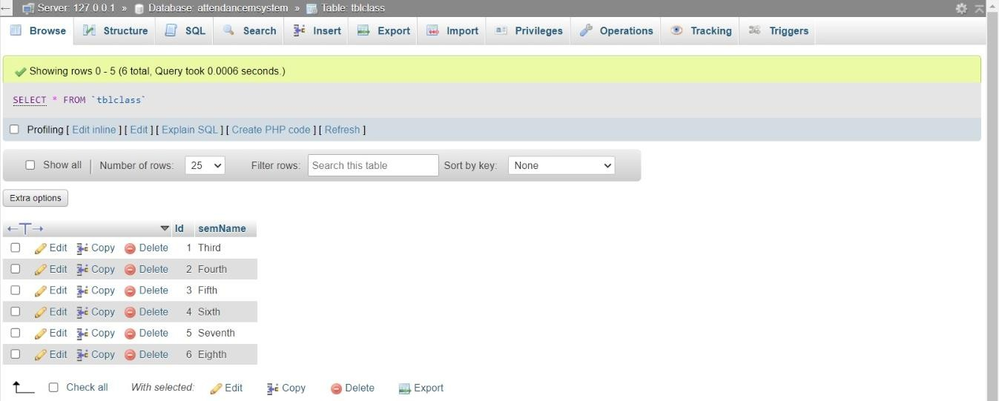 Server: 127.0.0.1 » Database: attendancemsystem » Table: tblclass
Browse Structure SQL Search Insert Export Import Privileges Operations Tracking Triggers
Showing rows 0 - 5 (6 total, Query took 0.0006 seconds.)
SELECT * FROM `tblclass`
Profiling [ Edit inline ] [ Edit ] [ Explain SQL ] [ Create PHP code ] [ Refresh ]
Show all Number of rows: 25 Filter rows: Search this table Sort by key: None
Extra options
Id semName
Edit Copy Delete 1 Third
Edit Copy Delete 2 Fourth
Edit Copy Delete 3 Fifth
Edit Copy Delete 4 Sixth
Edit Copy Delete 5 Seventh
Edit Copy Delete 6 Eighth
Check all With selected: Edit Copy Delete Export